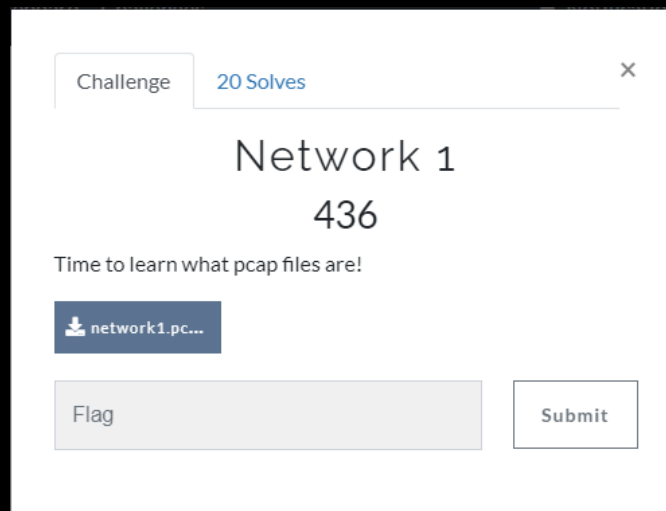 Challenge 20 Solves ×
Network 1
436
Time to learn what pcap files are!
network1.pc...
Flag Submit